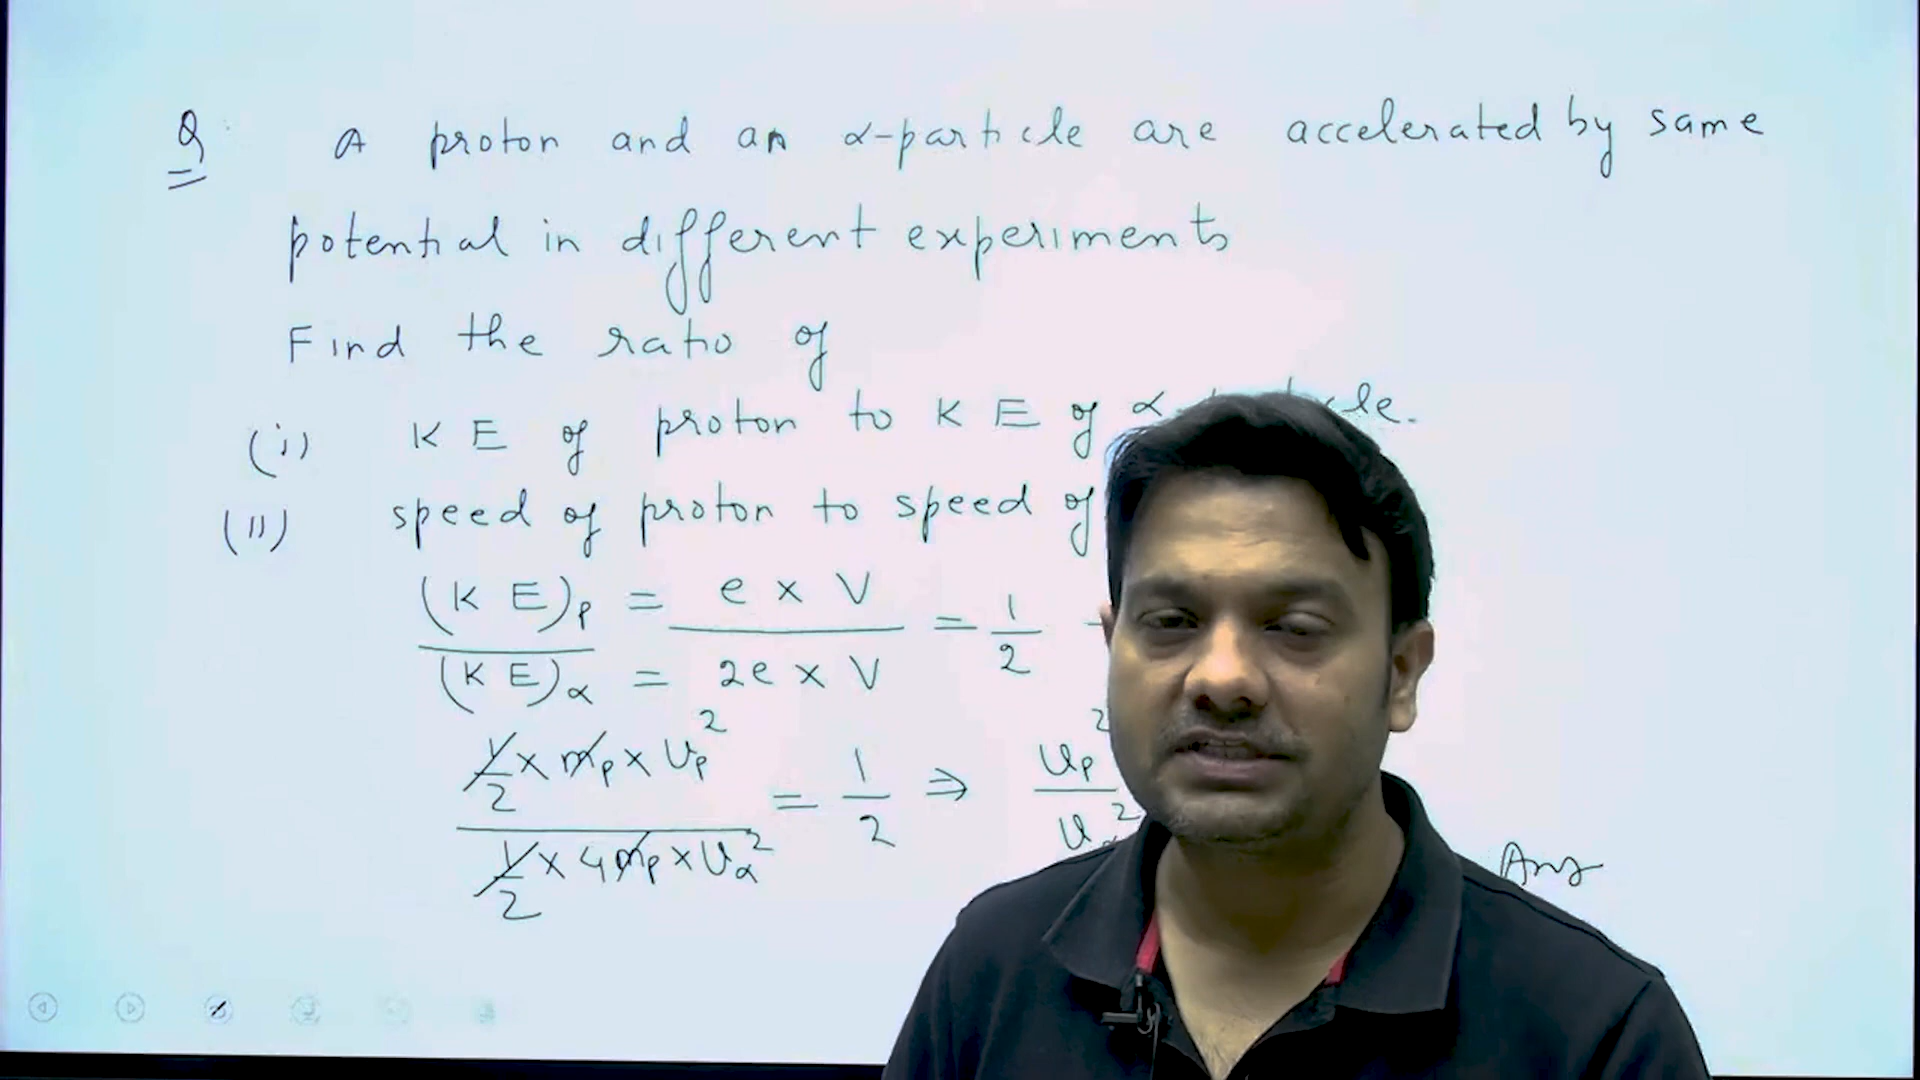 Q A proton and an α-particle are accelerated by same
potential in different experiments
Find the ratio of
(i) KE of proton to KE of α
(II) speed of proton to speed of
(KE)p / (KE)α = e × V / 2e × V = 1/2
1/2 × mp × Up² / 1/2 × 4mp × Uα² = 1/2 ⇒ Up² / U ²
Ans